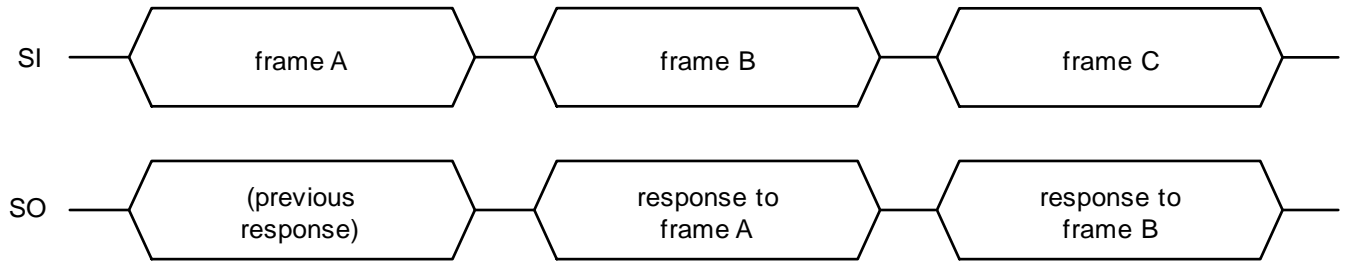 SI
frame A
frame B
frame C
SO
(previous
response)
response to
frame A
response to
frame B